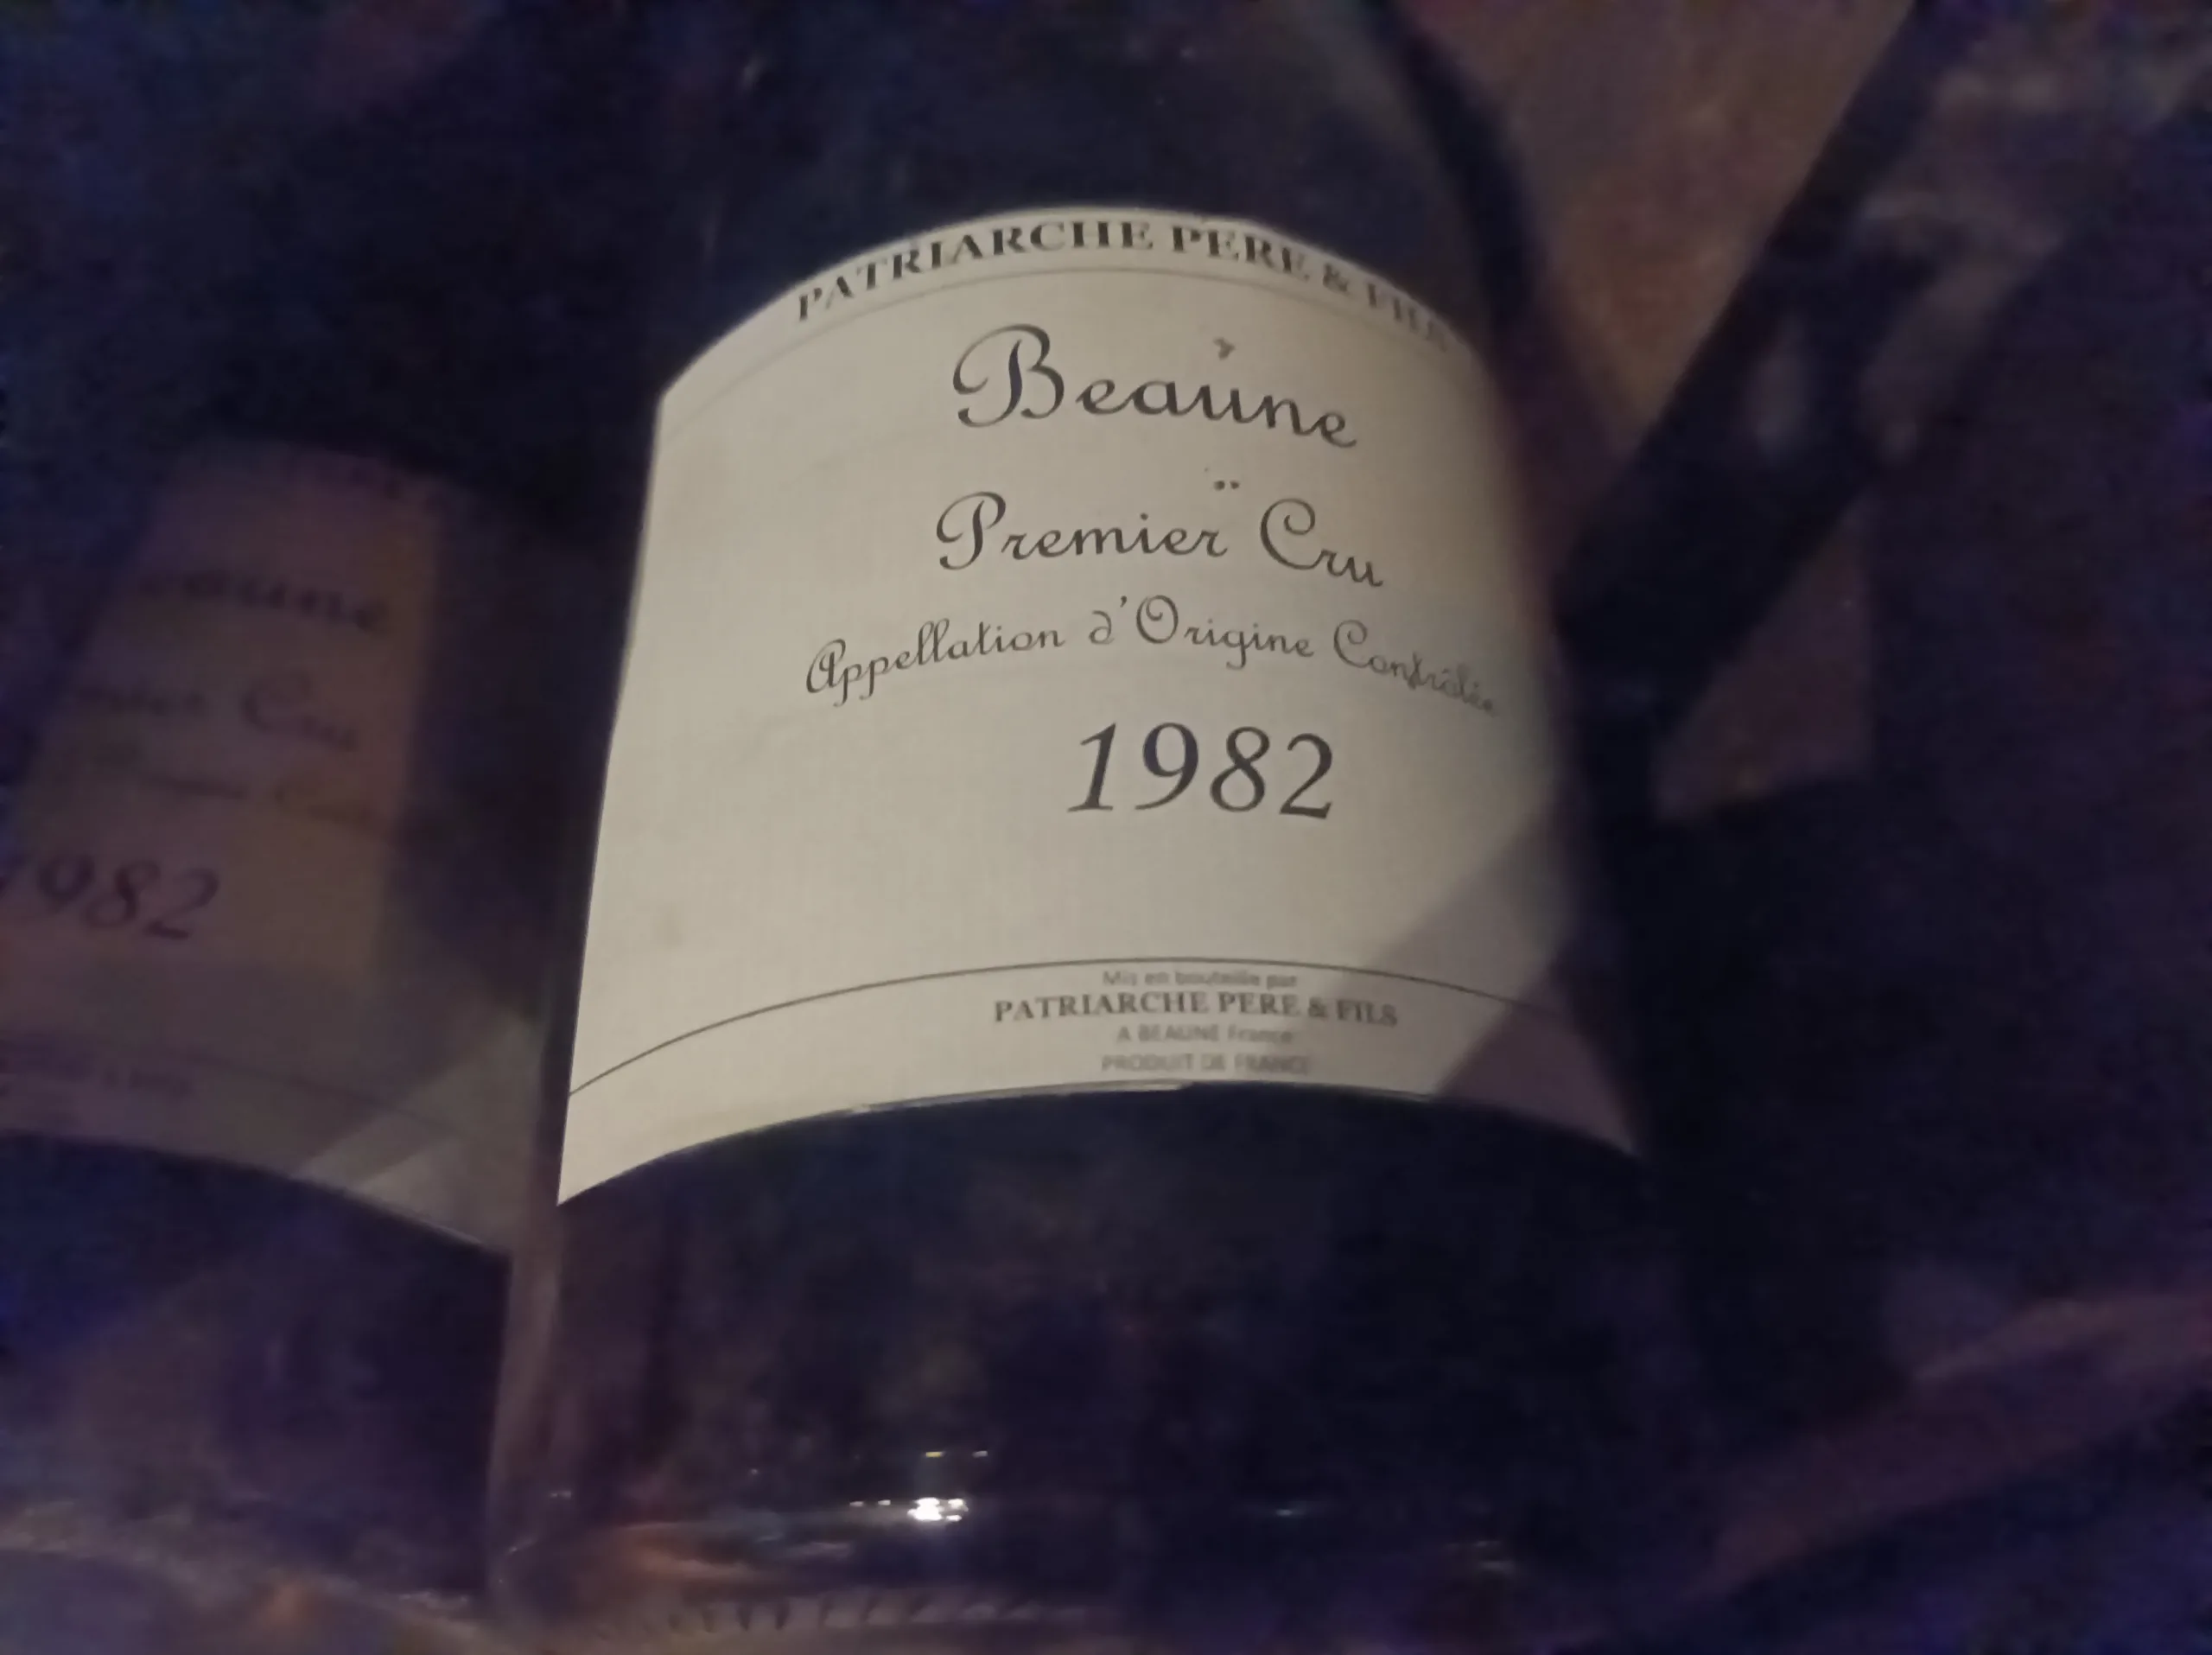 PATRIARCHE PERE & FILS
Beaune
Premier Cru
Appellation d'Origine Contrôlée
1982
Mis en bouteille par
PATRIARCHE PERE & FILS
A BEAUNE France
PRODUIT DE FRANCE
Cru
1982